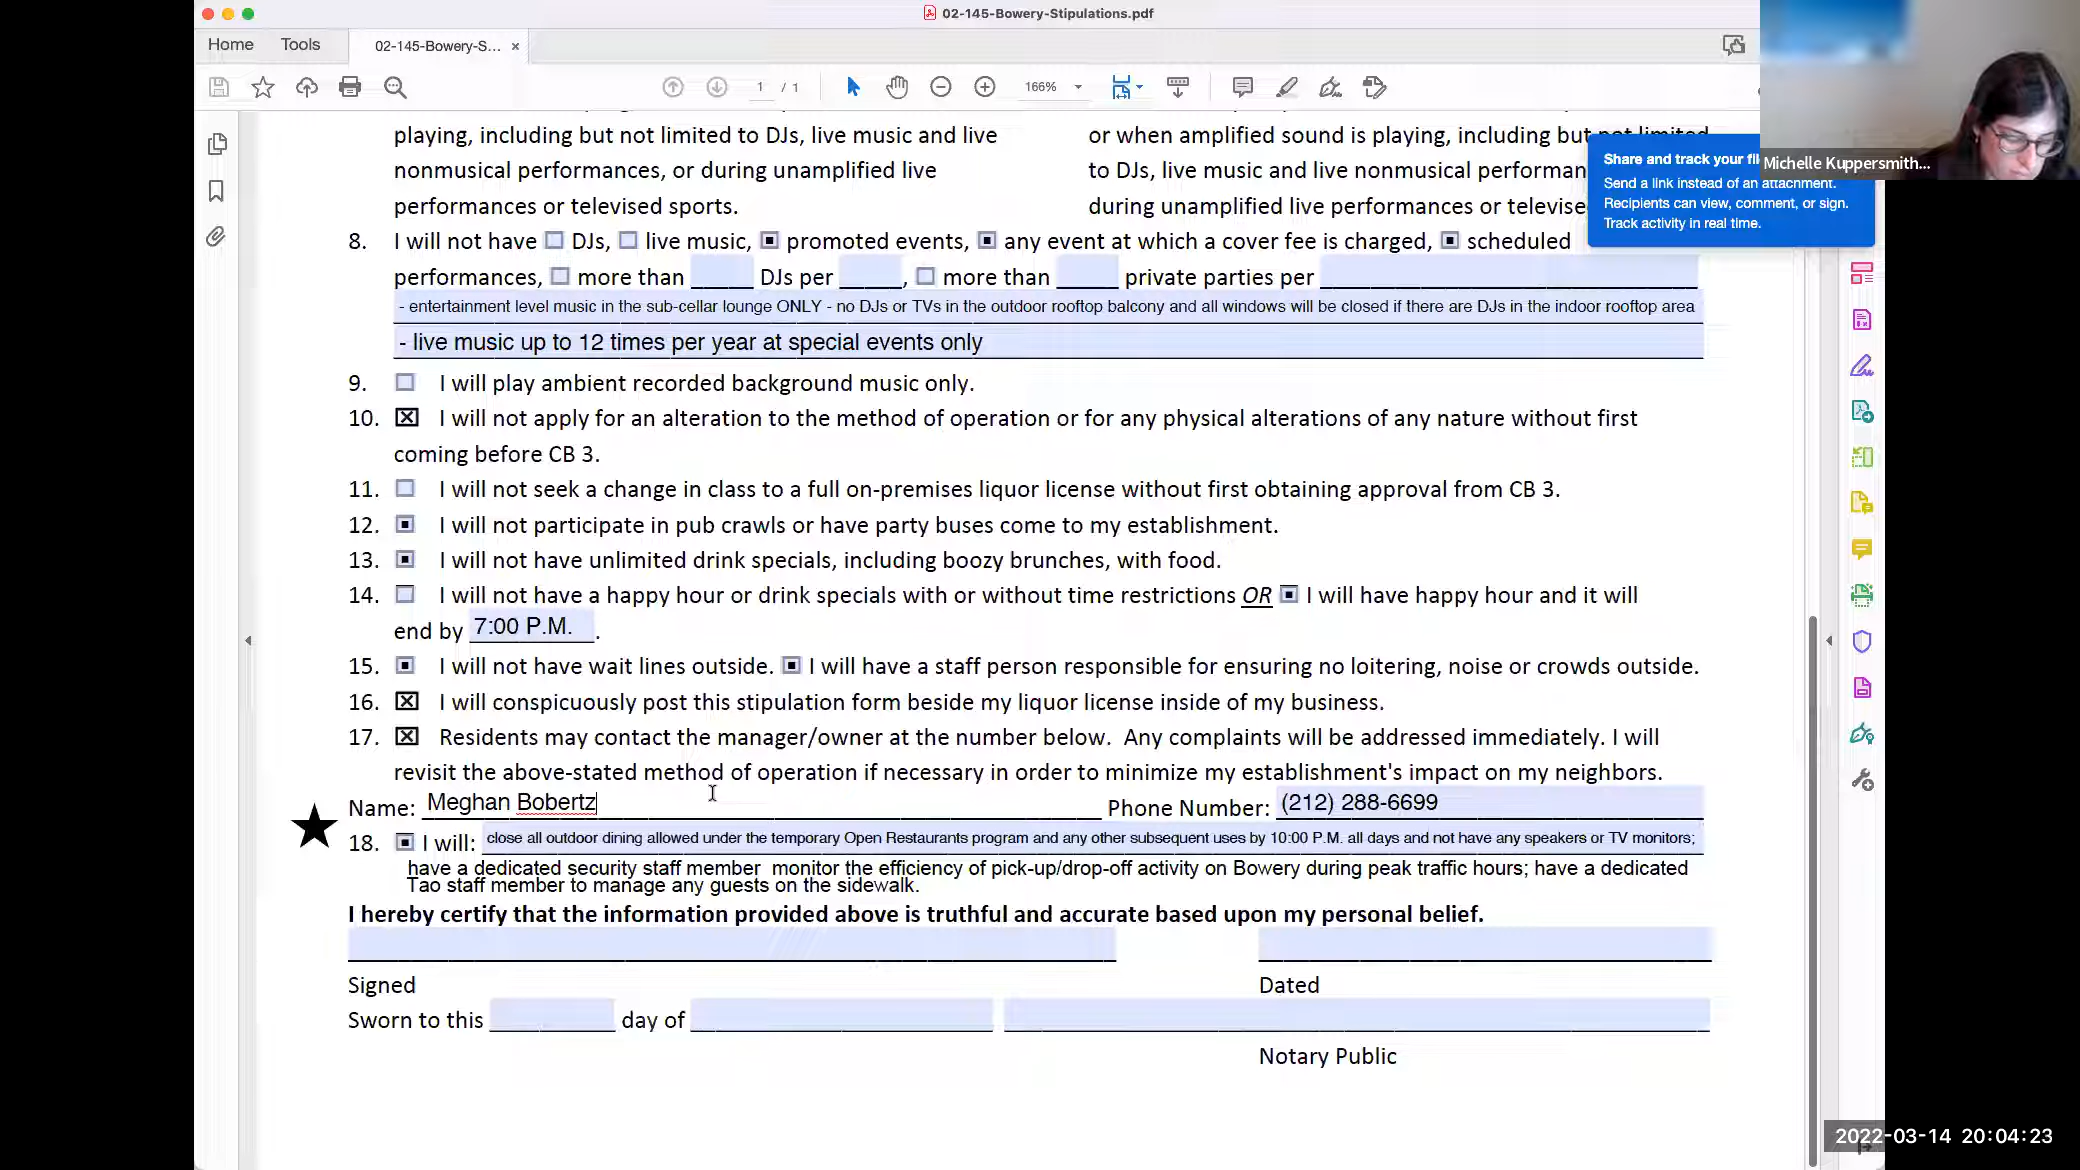 02-145-Bowery-Stipulations.pdf
Home Tools 02-145-Bowery-S... ×
1 / 1 166%
Michelle Kuppersmith...
Share and track your fil
Send a link instead of an attachment.
Recipients can view, comment, or sign.
Track activity in real time.
playing, including but not limited to DJs, live music and live
nonmusical performances, or during unamplified live
performances or televised sports.
or when amplified sound is playing, including but not limited
to DJs, live music and live nonmusical performan
during unamplified live performances or televise
8. I will not have DJs, live music, promoted events, any event at which a cover fee is charged, scheduled
performances, more than ____ DJs per ____, more than ____ private parties per ____
- entertainment level music in the sub-cellar lounge ONLY - no DJs or TVs in the outdoor rooftop balcony and all windows will be closed if there are DJs in the indoor rooftop area
- live music up to 12 times per year at special events only
9. I will play ambient recorded background music only.
10. I will not apply for an alteration to the method of operation or for any physical alterations of any nature without first
coming before CB 3.
11. I will not seek a change in class to a full on-premises liquor license without first obtaining approval from CB 3.
12. I will not participate in pub crawls or have party buses come to my establishment.
13. I will not have unlimited drink specials, including boozy brunches, with food.
14. I will not have a happy hour or drink specials with or without time restrictions OR I will have happy hour and it will
end by 7:00 P.M. .
15. I will not have wait lines outside. I will have a staff person responsible for ensuring no loitering, noise or crowds outside.
16. I will conspicuously post this stipulation form beside my liquor license inside of my business.
17. Residents may contact the manager/owner at the number below. Any complaints will be addressed immediately. I will
revisit the above-stated method of operation if necessary in order to minimize my establishment's impact on my neighbors.
Name: Meghan Bobertz Phone Number: (212) 288-6699
18. I will: close all outdoor dining allowed under the temporary Open Restaurants program and any other subsequent uses by 10:00 P.M. all days and not have any speakers or TV monitors;
have a dedicated security staff member monitor the efficiency of pick-up/drop-off activity on Bowery during peak traffic hours; have a dedicated
Tao staff member to manage any guests on the sidewalk.
I hereby certify that the information provided above is truthful and accurate based upon my personal belief.
Signed Dated
Sworn to this ____ day of ____
Notary Public
2022-03-14 20:04:23